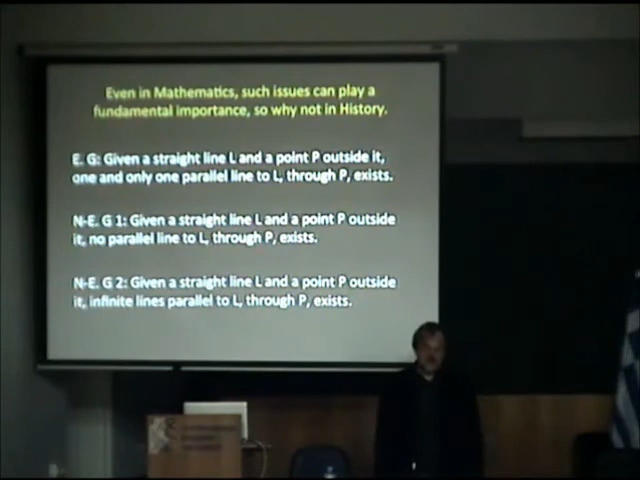 Even in Mathematics, such issues can play a
fundamental importance, so why not in History.
E. G: Given a straight line L and a point P outside it,
one and only one parallel line to L, through P, exists.
N-E. G 1: Given a straight line L and a point P outside
it, no parallel line to L, through P, exists.
N-E. G 2: Given a straight line L and a point P outside
it, infinite lines parallel to L, through P, exists.